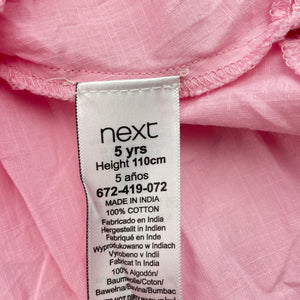 next
5 yrs
Height 110cm
5 años
672-419-072
MADE IN INDIA
100% COTTON
Fabricado en Indio
Hergestellt in Indien
Fabriqué en Inde
Wyprodukowano w Indiach
Vyrobeno v Indii
Fabricat în India
100% Algodón/
Baumwolle/Coton/
Bawełna/Bavlna/Bumbac